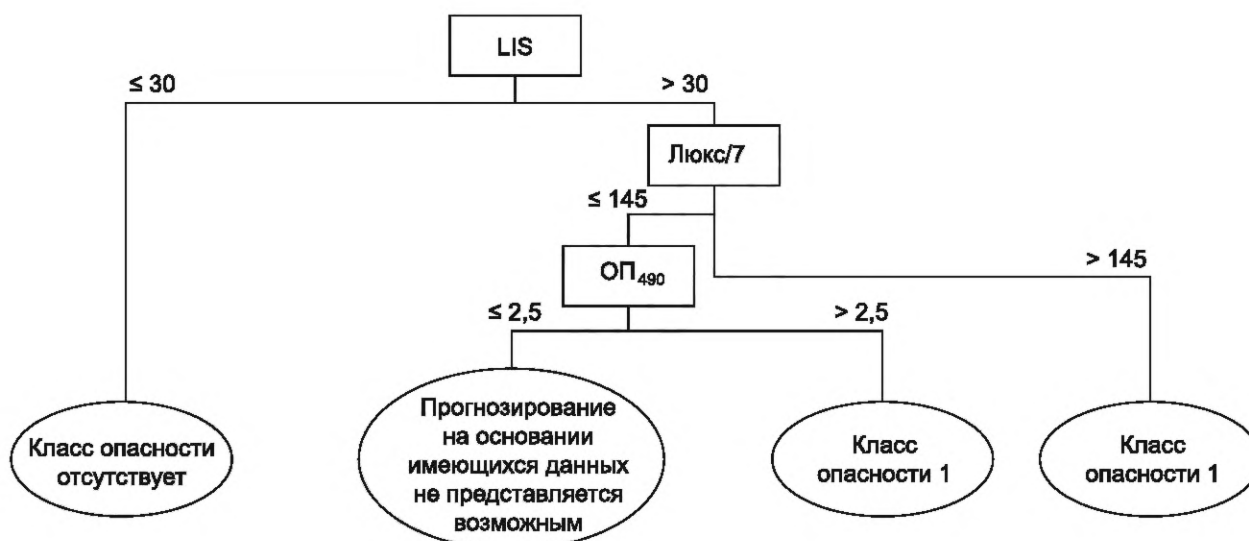 LIS
≤ 30
> 30
Люкс/7
≤ 145
ОП490
> 145
≤ 2,5
> 2,5
Класс опасности
отсутствует
Прогнозирование
на основании
имеющихся данных
не представляется
возможным
Класс
опасности 1
Класс
опасности 1